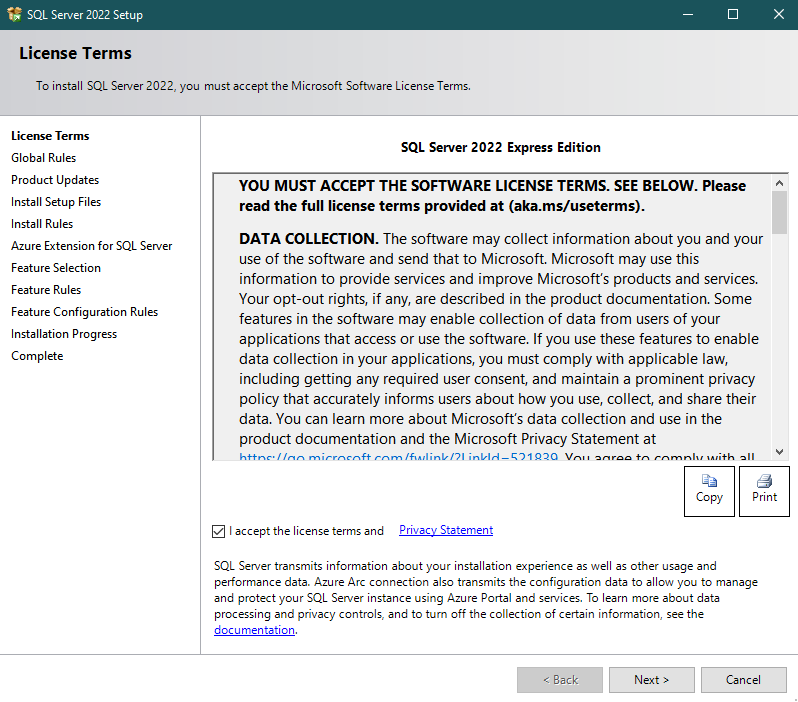 SQL Server 2022 Setup
License Terms
To install SQL Server 2022, you must accept the Microsoft Software License Terms.
License Terms
Global Rules
Product Updates
Install Setup Files
Install Rules
Azure Extension for SQL Server
Feature Selection
Feature Rules
Feature Configuration Rules
Installation Progress
Complete
SQL Server 2022 Express Edition
YOU MUST ACCEPT THE SOFTWARE LICENSE TERMS. SEE BELOW. Please
read the full license terms provided at (aka.ms/useterms).
DATA COLLECTION. The software may collect information about you and your
use of the software and send that to Microsoft. Microsoft may use this
information to provide services and improve Microsoft's products and services.
Your opt-out rights, if any, are described in the product documentation. Some
features in the software may enable collection of data from users of your
applications that access or use the software. If you use these features to enable
data collection in your applications, you must comply with applicable law,
including getting any required user consent, and maintain a prominent privacy
policy that accurately informs users about how you use, collect, and share their
data. You can learn more about Microsoft's data collection and use in the
product documentation and the Microsoft Privacy Statement at
https://go.microsoft.com/fwlink/?LinkId=521839. You agree to comply with all
Copy
Print
I accept the license terms and Privacy Statement
SQL Server transmits information about your installation experience as well as other usage and
performance data. Azure Arc connection also transmits the configuration data to allow you to manage
and protect your SQL Server instance using Azure Portal and services. To learn more about data
processing and privacy controls, and to turn off the collection of certain information, see the
documentation.
< Back
Next >
Cancel